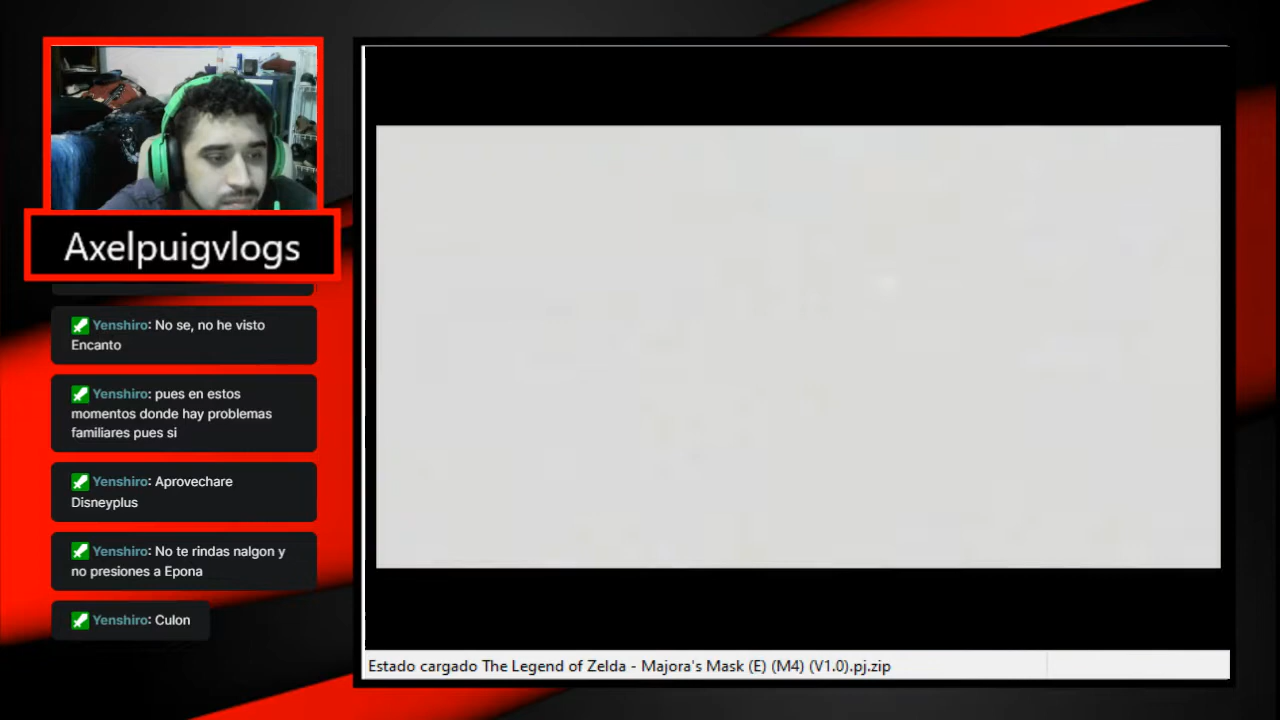 Axelpuigvlogs
Yenshiro: No se, no he visto
Encanto
Yenshiro: pues en estos
momentos donde hay problemas
familiares pues si
Yenshiro: Aprovechare
Disneyplus
Yenshiro: No te rindas nalgon y
no presiones a Epona
Yenshiro: Culon
Estado cargado The Legend of Zelda - Majora's Mask (E) (M4) (V1.0).pj.zip